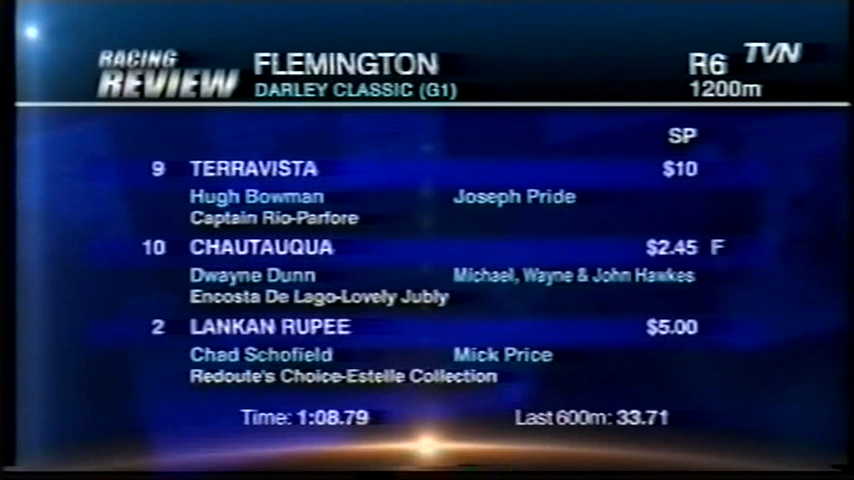 RACING REVIEW FLEMINGTON R6 TVN
DARLEY CLASSIC (G1) 1200m
SP
9 TERRAVISTA $10
Hugh Bowman Joseph Pride
Captain Rio-Parfore
10 CHAUTAUQUA $2.45 F
Dwayne Dunn Michael, Wayne & John Hawkes
Encosta De Lago-Lovely Jubly
2 LANKAN RUPEE $5.00
Chad Schofield Mick Price
Redoute's Choice-Estelle Collection
Time: 1:08.79 Last 600m: 33.71